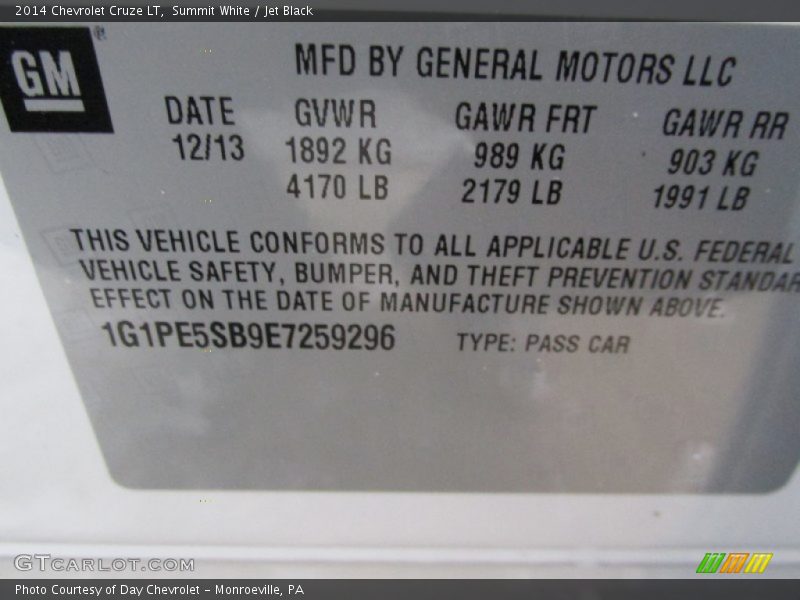 2014 Chevrolet Cruze LT, Summit White / Jet Black
GM ®
MFD BY GENERAL MOTORS LLC
DATE GVWR GAWR FRT GAWR RR
12/13 1892 KG 989 KG 903 KG
4170 LB 2179 LB 1991 LB
THIS VEHICLE CONFORMS TO ALL APPLICABLE U.S. FEDERAL
VEHICLE SAFETY, BUMPER, AND THEFT PREVENTION STANDAR
EFFECT ON THE DATE OF MANUFACTURE SHOWN ABOVE.
1G1PE5SB9E7259296 TYPE: PASS CAR
GTCARLOT.COM
Photo Courtesy of Day Chevrolet - Monroeville, PA